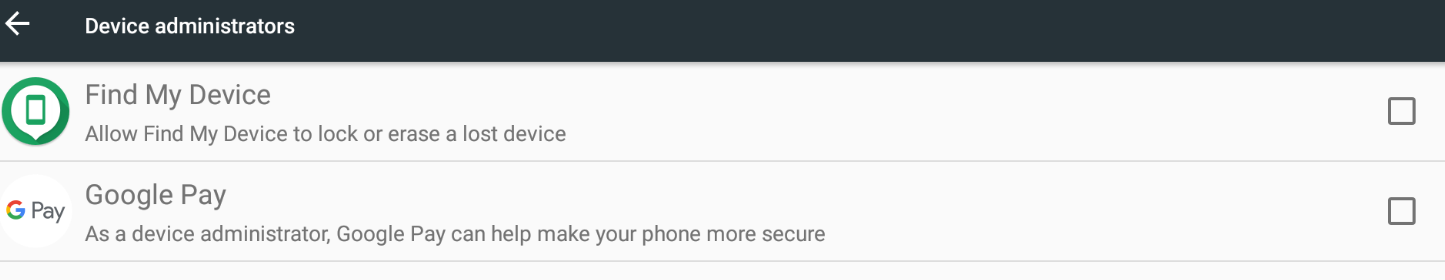 Device administrators
Find My Device
Allow Find My Device to lock or erase a lost device
Google Pay
G Pay
As a device administrator, Google Pay can help make your phone more secure